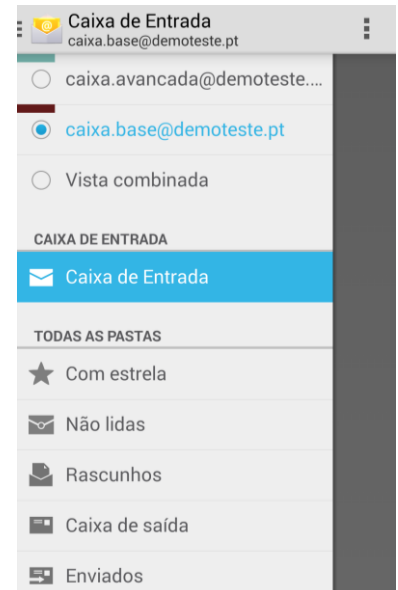 Caixa de Entrada
caixa.base@demoteste.pt
caixa.avancada@demoteste....
caixa.base@demoteste.pt
Vista combinada
CAIXA DE ENTRADA
Caixa de Entrada
TODAS AS PASTAS
Com estrela
Não lidas
Rascunhos
Caixa de saída
Enviados